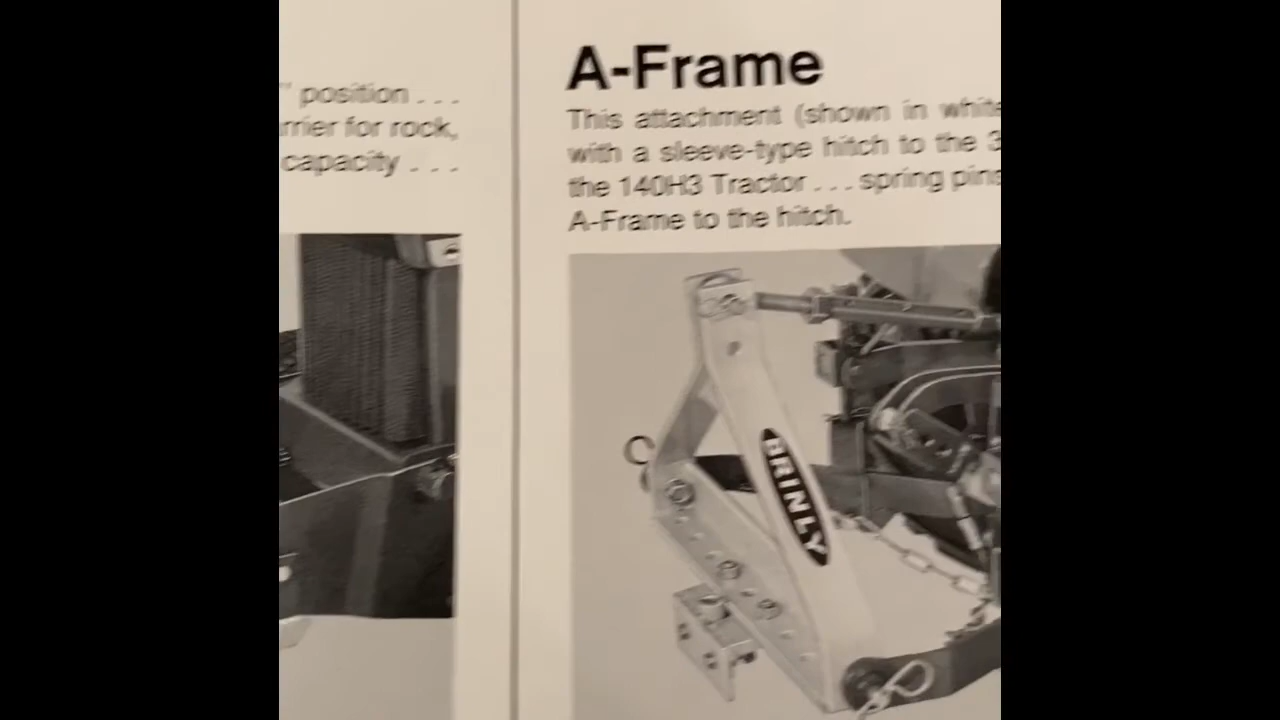 position . . .
rrier for rock,
capacity . . .
A-Frame
This attachment (shown in white
with a sleeve-type hitch to the 3
the 140H3 Tractor . . . spring pins
A-Frame to the hitch.
BRINLY